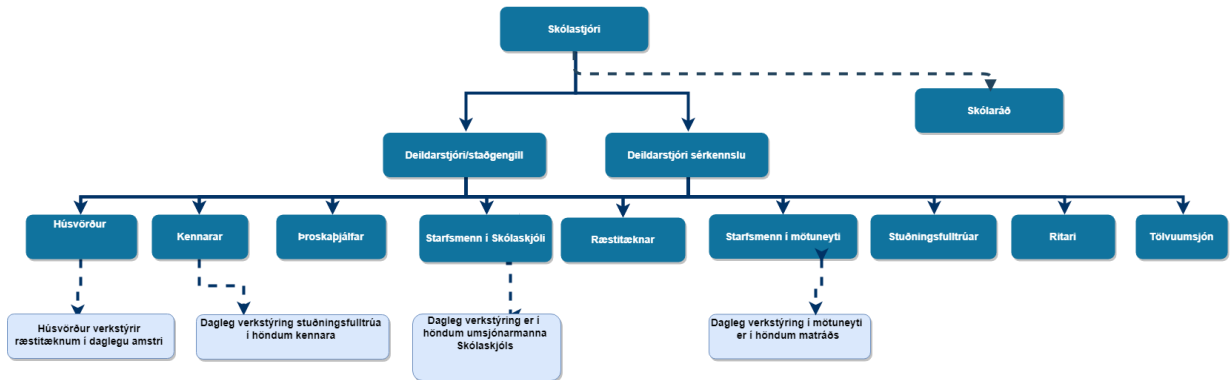 Skólastjóri
Skólaráð
Deildarstjóri/staðgengill
Deildarstjóri sérkennslu
Húsvörður
Kennarar
Þroskaþjálfar
Starfsmenn í Skólaskjóli
Ræstitæknar
Starfsmenn í mötuneyti
Stuðningsfulltrúar
Ritari
Tölvuumsjón
Húsvörður verkstýrir
ræstitæknum í daglegu amstri
Dagleg verkstýring stuðningsfulltrúa
í höndum kennara
Dagleg verkstýring er í
höndum umsjónarmanna
Skólaskjóls
Dagleg verkstýring í mötuneyti
er í höndum matráðs